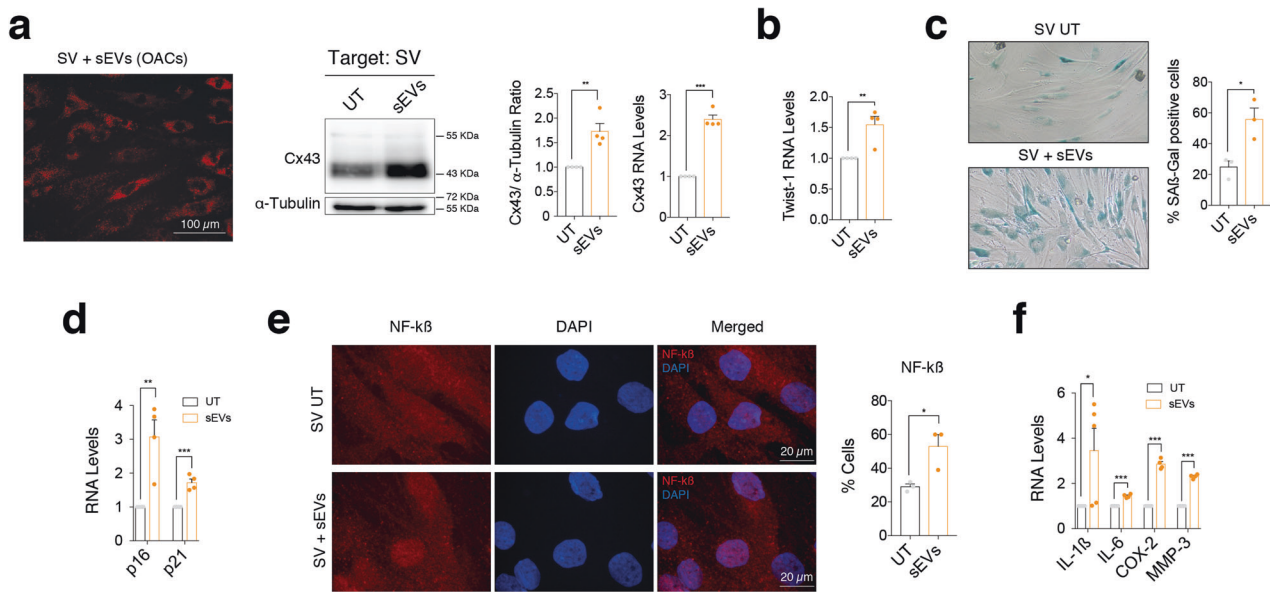 a
SV + sEVs (OACs)
100 µm
Target: SV
UT
sEVs
Cx43
α-Tubulin
55 KDa
43 KDa
72 KDa
55 KDa
Cx43/ α-Tubulin Ratio
2.5
2.0
1.5
1.0
0.5
0.0
**
UT
sEVs
Cx43 RNA Levels
3
2
1
0
***
UT
sEVs
b
Twist-1 RNA Levels
2.0
1.5
1.0
0.5
0.0
**
UT
sEVs
c
SV UT
SV + sEVs
% SAß-Gal positive cells
100
80
60
40
20
0
*
UT
sEVs
d
RNA Levels
4
3
2
1
0
**
***
UT
sEVs
p16
p21
e
NF-kß
DAPI
Merged
SV UT
NF-kß
DAPI
20 µm
SV + sEVs
NF-kß
DAPI
20 µm
NF-kß
% Cells
80
60
40
20
0
*
UT
sEVs
f
RNA Levels
6
4
2
0
*
***
***
***
UT
sEVs
IL-1ß
IL-6
COX-2
MMP-3